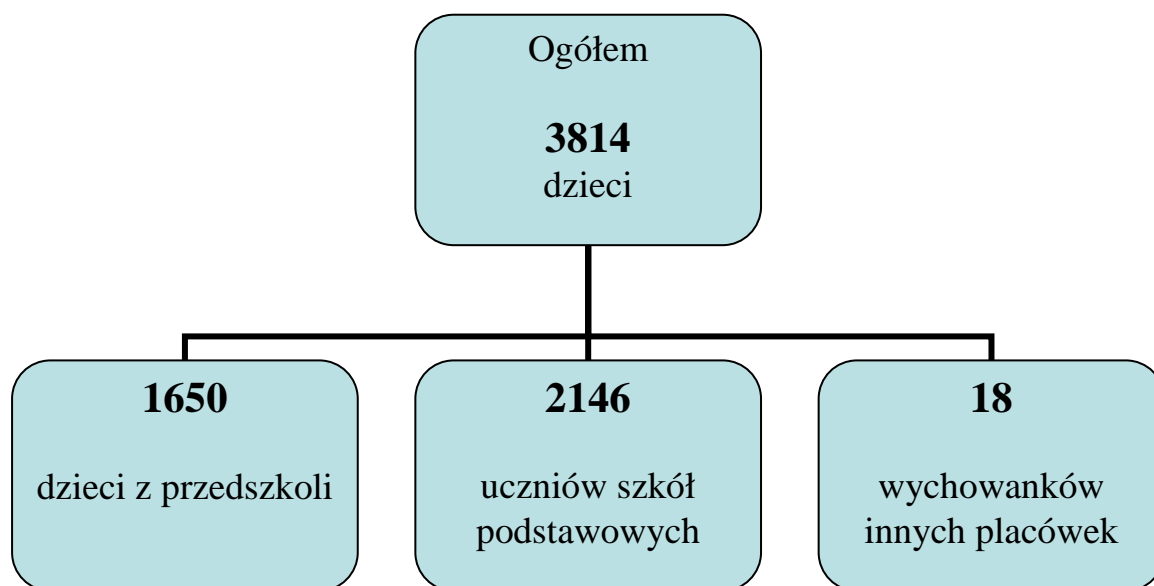 Ogółem
3814
dzieci
1650
dzieci z przedszkoli
2146
uczniów szkół
podstawowych
18
wychowanków
innych placówek